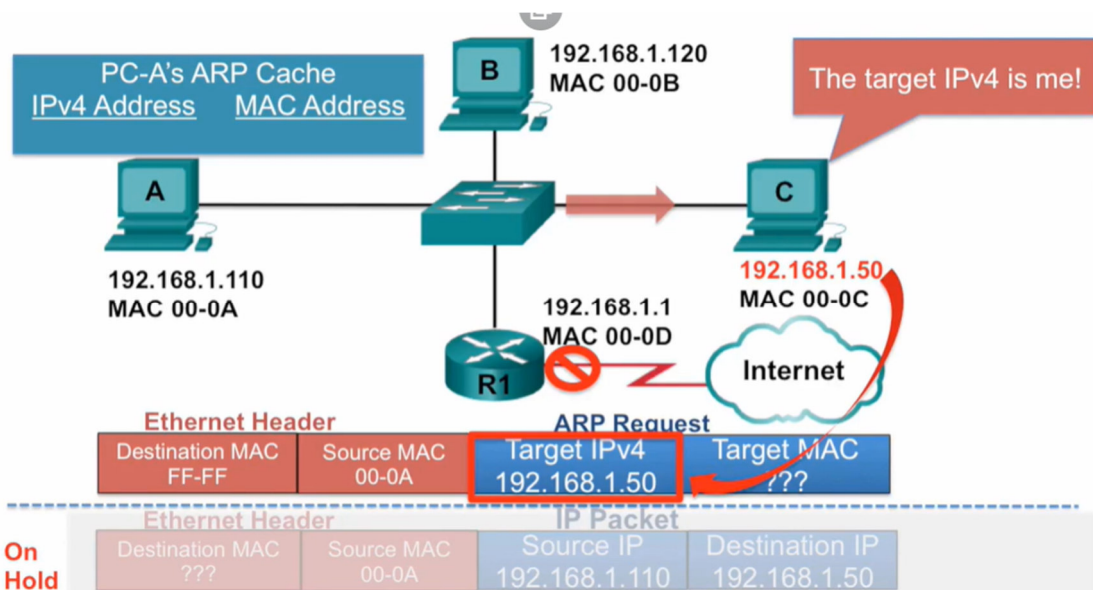 PC-A's ARP Cache
IPv4 Address MAC Address
B
192.168.1.120
MAC 00-0B
The target IPv4 is me!
A
C
192.168.1.110
MAC 00-0A
192.168.1.50
MAC 00-0C
192.168.1.1
MAC 00-0D
R1
Internet
Ethernet Header
ARP Request
Destination MAC
FF-FF
Source MAC
00-0A
Target IPv4
192.168.1.50
Target MAC
???
On
Hold
Ethernet Header
IP Packet
Destination MAC
???
Source MAC
00-0A
Source IP
192.168.1.110
Destination IP
192.168.1.50